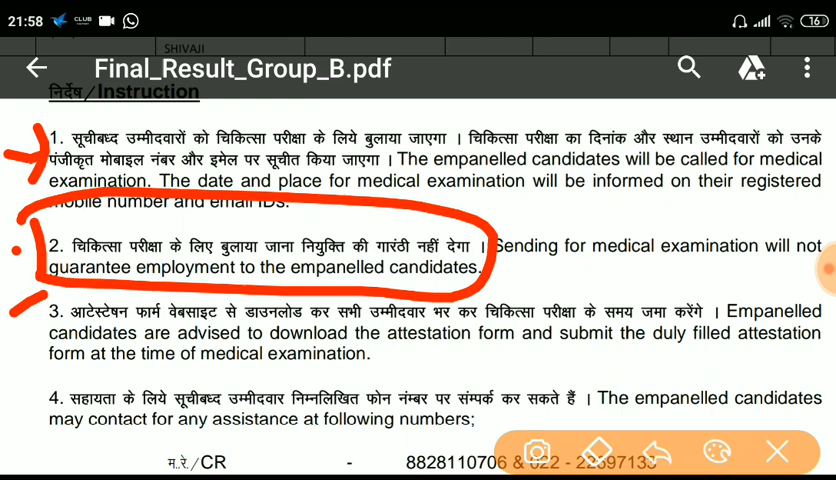 21:58 CLUB 16
SHIVAJI
Final_Result_Group_B.pdf
निर्देष/Instruction
1. सूचीबध्द उम्मीदवारों को चिकित्सा परीक्षा के लिये बुलाया जाएगा । चिकित्सा परीक्षा का दिनांक और स्थान उम्मीदवारों को उनके
पंजीकृत मोबाइल नंबर और इमेल पर सूचीत किया जाएगा । The empanelled candidates will be called for medical
examination. The date and place for medical examination will be informed on their registered
mobile number and email IDs.
2. चिकित्सा परीक्षा के लिए बुलाया जाना नियुक्ति की गारंठी नहीं देगा । Sending for medical examination will not
guarantee employment to the empanelled candidates.
3. आटेस्टेषन फार्म वेबसाइट से डाउनलोड कर सभी उम्मीदवार भर कर चिकित्सा परीक्षा के समय जमा करेंगे । Empanelled
candidates are advised to download the attestation form and submit the duly filled attestation
form at the time of medical examination.
4. सहायता के लिये सूचीबध्द उम्मीदवार निम्नलिखित फोन नंम्बर पर संम्पर्क कर सकते हैं । The empanelled candidates
may contact for any assistance at following numbers;
म..रे./CR - 8828110706 & 022 - 22697133